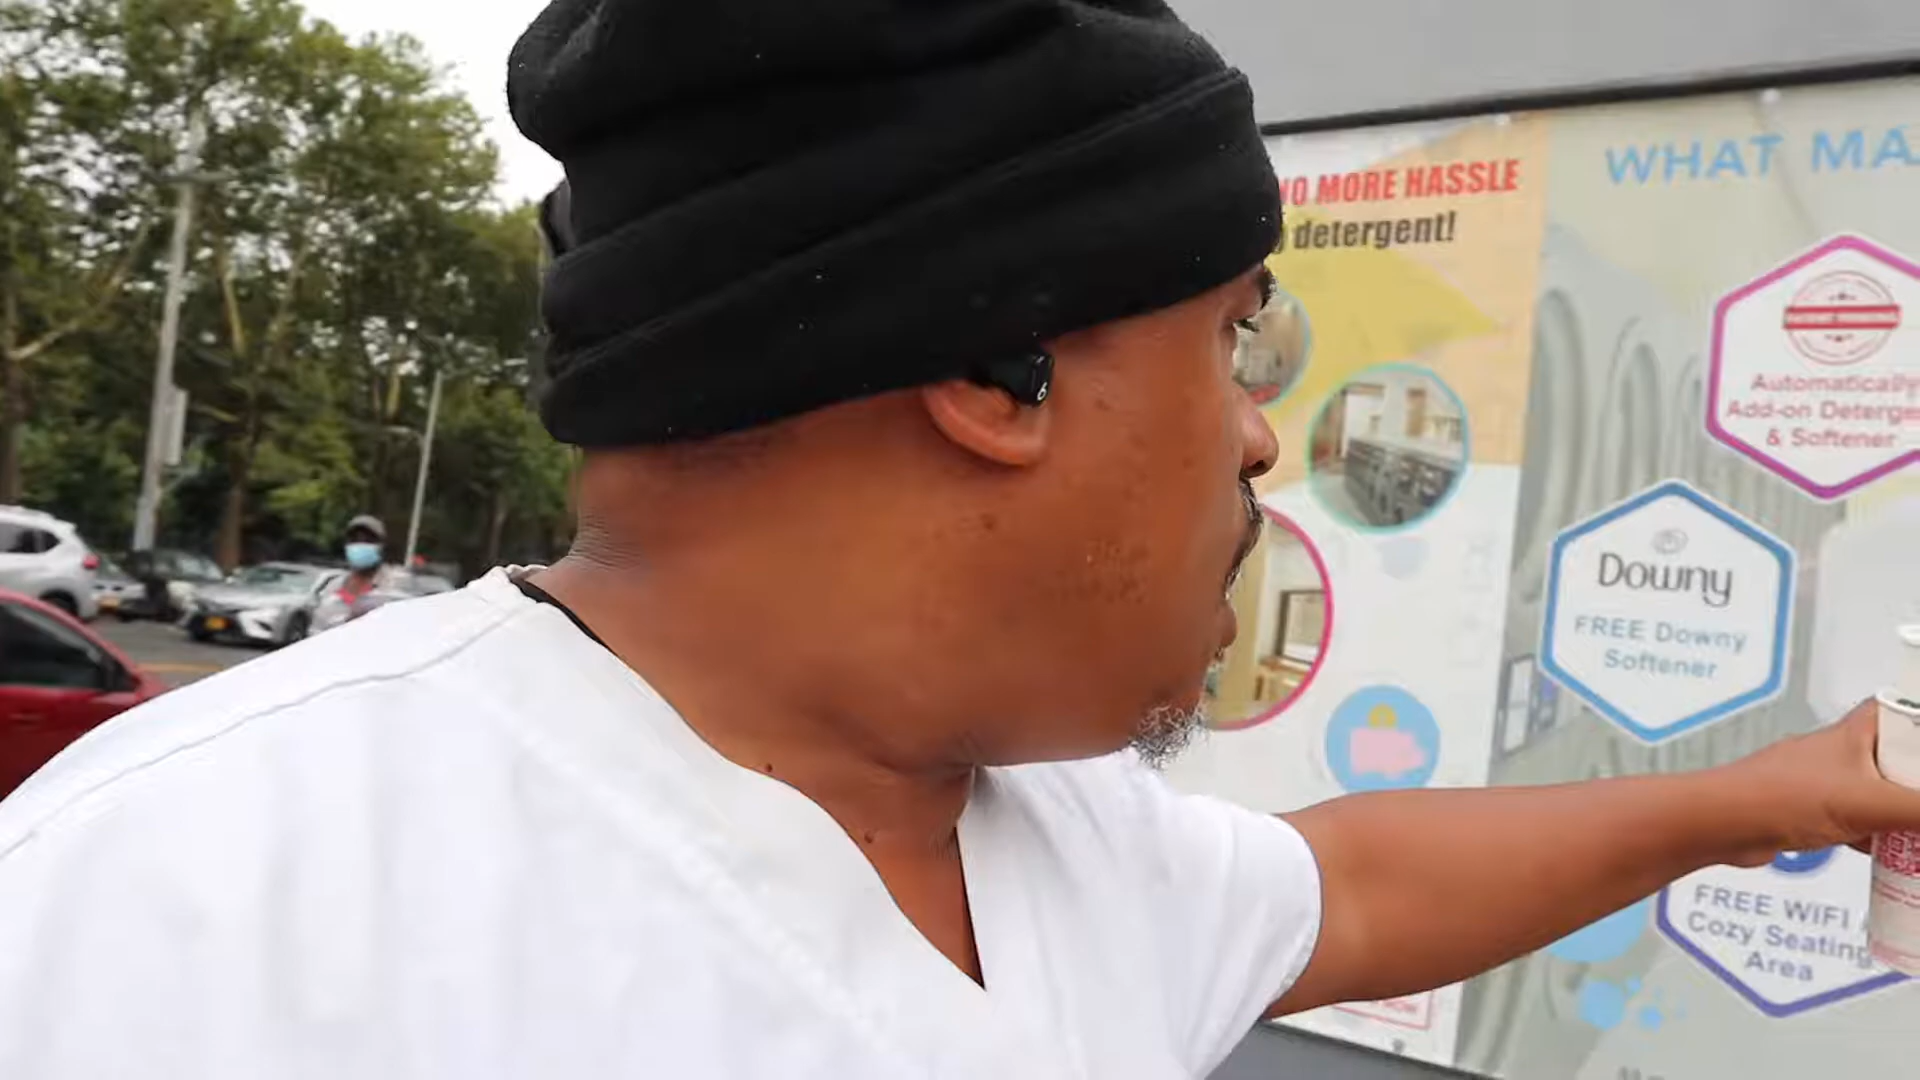 NO MORE HASSLE
detergent!
WHAT MA
Automatically
Add-on Deterge
& Softener
Downy
FREE Downy
Softener
FREE WiFi
Cozy Seating
Area